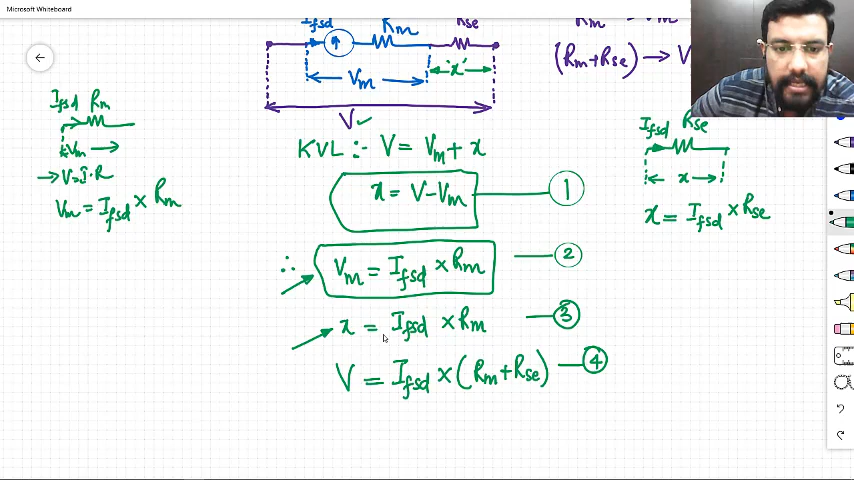 Microsoft Whiteboard
Ifsd Rm Rse
(Rm+Rse) → V
Vm 'x'
V ✓
Ifsd Rm
Vm
→ V=I·R
Vm = Ifsd × Rm
KVL ∴ V = Vm + x
x = V-Vm — 1
∴ Vm = Ifsd × Rm — 2
x = Ifsd × Rm — 3
V = Ifsd × (Rm+Rse) — 4
Ifsd Rse
x
x = Ifsd × Rse